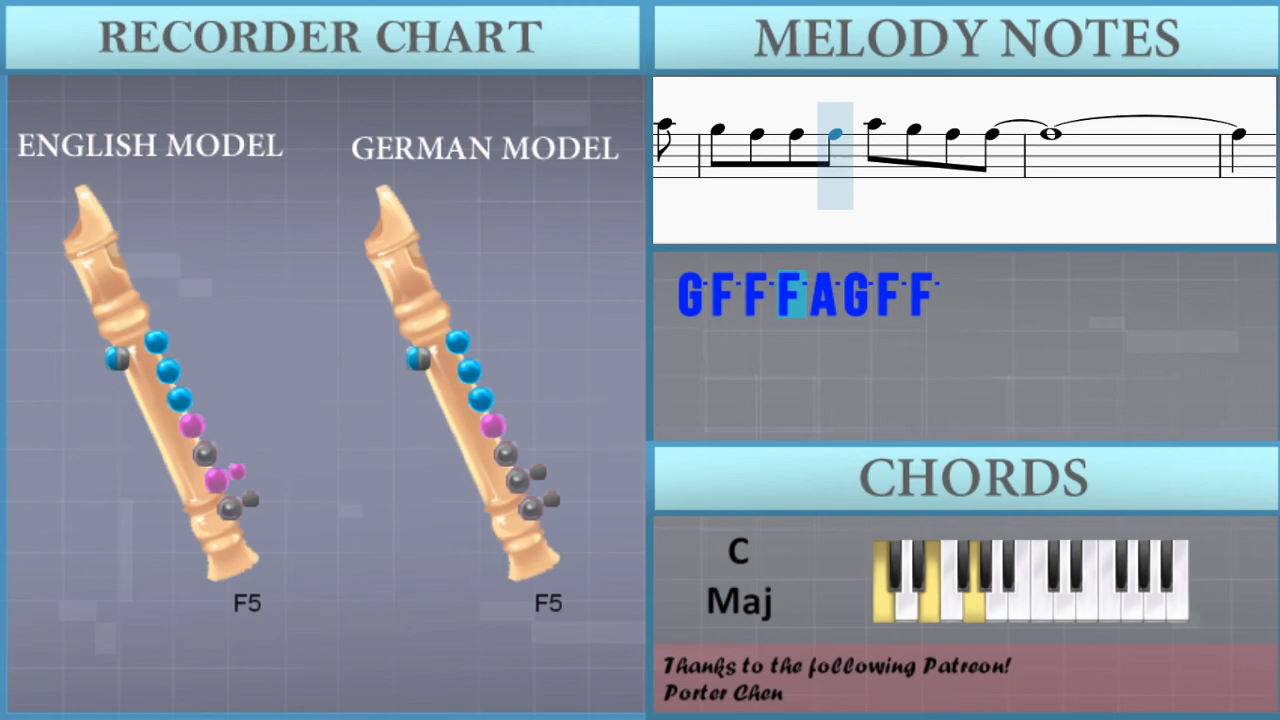 RECORDER CHART
ENGLISH MODEL
GERMAN MODEL
F5
F5
MELODY NOTES
G·F·F·F·A·G·F·F·
CHORDS
C
Maj
Thanks to the following Patreon!
Porter Chen